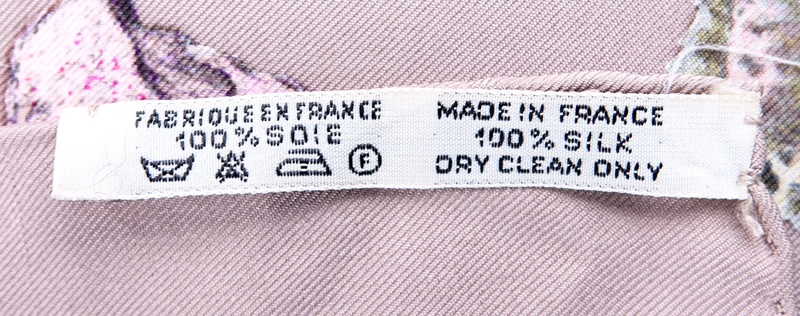 FABRIQUE EN FRANCE
100% SOIE
F
MADE IN FRANCE
100% SILK
DRY CLEAN ONLY